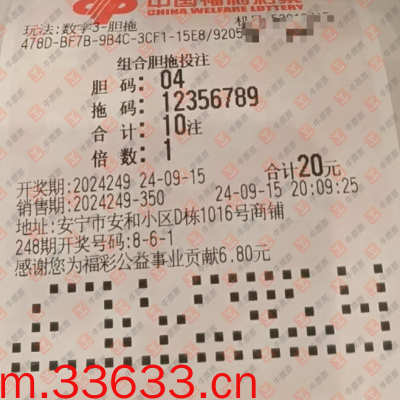 中国福利彩票
CHINA WELFARE LOTTERY
玩法:数字3-胆拖
478D-BF7B-9B4C-3CF1-15E8/9205
组合胆拖投注
胆 码: 04
拖 码: 12356789
合 计: 10注
倍 数: 1
合计20元
开奖期:2024249 24-09-15
24-09-15 20:09:25
销售期:2024249-350
地址:安宁市安和小区D栋1016号商铺
248期开奖号码:8-6-1
感谢您为福彩公益事业贡献6.80元
m.33633.cn